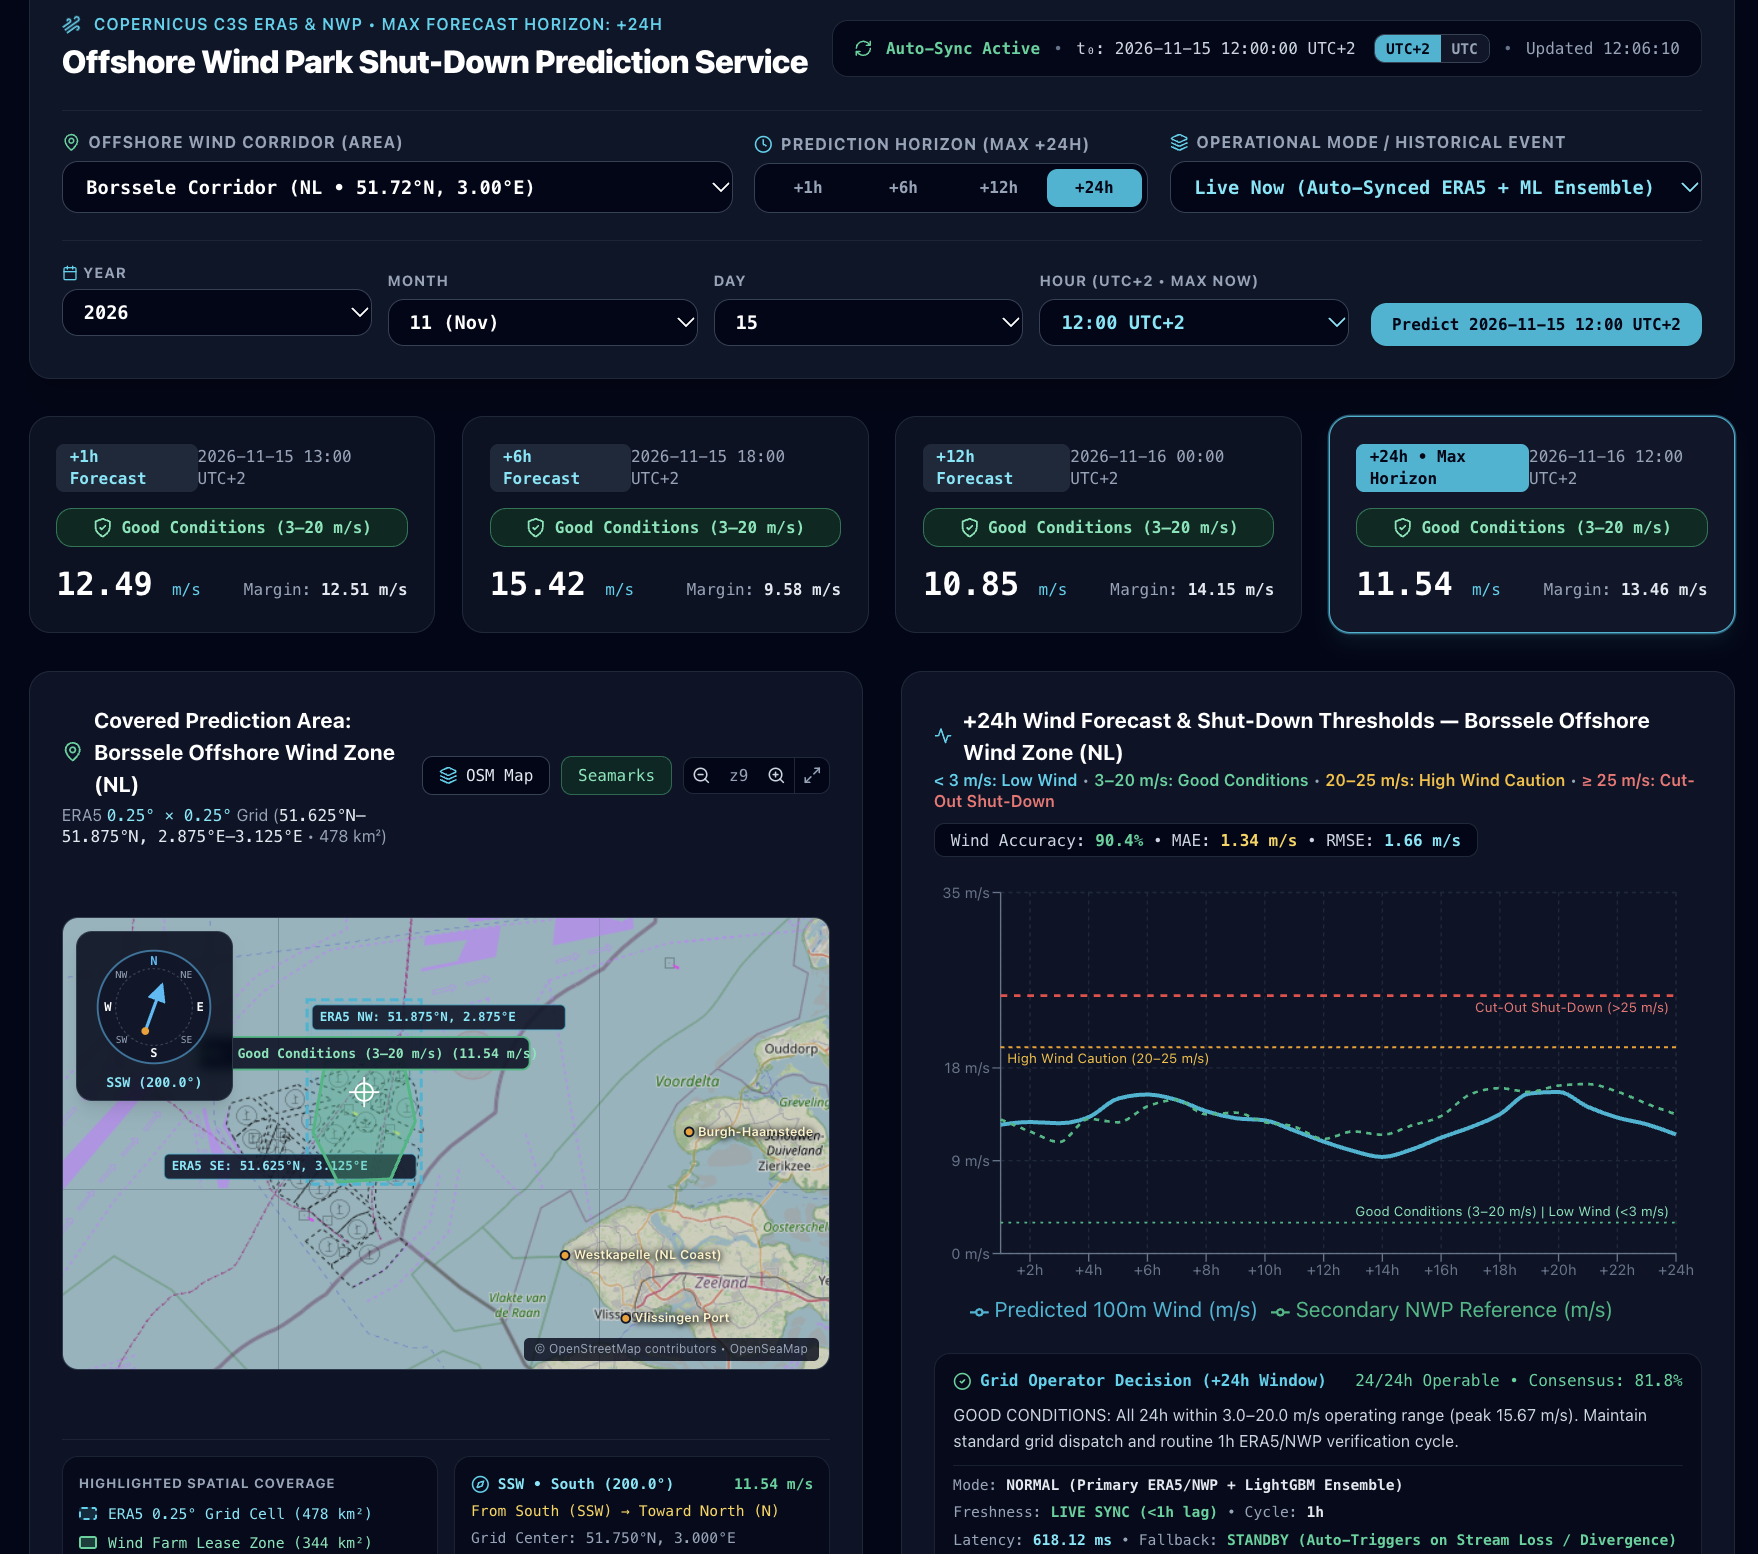 COPERNICUS C3S ERA5 & NWP • MAX FORECAST HORIZON: +24H
Offshore Wind Park Shut-Down Prediction Service
Auto-Sync Active • t₀: 2026-11-15 12:00:00 UTC+2 UTC+2 UTC • Updated 12:06:10
OFFSHORE WIND CORRIDOR (AREA)
Borssele Corridor (NL • 51.72°N, 3.00°E)
PREDICTION HORIZON (MAX +24H)
+1h +6h +12h +24h
OPERATIONAL MODE / HISTORICAL EVENT
Live Now (Auto-Synced ERA5 + ML Ensemble)
YEAR
2026
MONTH
11 (Nov)
DAY
15
HOUR (UTC+2 • MAX NOW)
12:00 UTC+2
Predict 2026-11-15 12:00 UTC+2
+1h
Forecast
2026-11-15 13:00
UTC+2
Good Conditions (3–20 m/s)
12.49 m/s Margin: 12.51 m/s
+6h
Forecast
2026-11-15 18:00
UTC+2
Good Conditions (3–20 m/s)
15.42 m/s Margin: 9.58 m/s
+12h
Forecast
2026-11-16 00:00
UTC+2
Good Conditions (3–20 m/s)
10.85 m/s Margin: 14.15 m/s
+24h • Max
Horizon
2026-11-16 12:00
UTC+2
Good Conditions (3–20 m/s)
11.54 m/s Margin: 13.46 m/s
Covered Prediction Area:
Borssele Offshore Wind Zone
(NL)
ERA5 0.25° × 0.25° Grid (51.625°N–
51.875°N, 2.875°E–3.125°E • 478 km²)
OSM Map
Seamarks
z9
N
NW NE
W E
SW SE
S
SSW (200.0°)
ERA5 NW: 51.875°N, 2.875°E
Good Conditions (3–20 m/s) (11.54 m/s)
ERA5 SE: 51.625°N, 3.125°E
Ouddorp
Voordelta
Greveling
Burgh-Haamstede
Schouwen-
Duiveland
Zierikzee
Oosterschel
Westkapelle (NL Coast)
Zeeland
Ye
Vlakte van
de Raan
Vliss
Vlissingen Port
© OpenStreetMap contributors • OpenSeaMap
HIGHLIGHTED SPATIAL COVERAGE
ERA5 0.25° Grid Cell (478 km²)
Wind Farm Lease Zone (344 km²)
SSW • South (200.0°) 11.54 m/s
From South (SSW) → Toward North (N)
Grid Center: 51.750°N, 3.000°E
+24h Wind Forecast & Shut-Down Thresholds — Borssele Offshore
Wind Zone (NL)
< 3 m/s: Low Wind · 3–20 m/s: Good Conditions · 20–25 m/s: High Wind Caution · ≥ 25 m/s: Cut-
Out Shut-Down
Wind Accuracy: 90.4% • MAE: 1.34 m/s • RMSE: 1.66 m/s
35 m/s
Cut-Out Shut-Down (>25 m/s)
High Wind Caution (20–25 m/s)
18 m/s
9 m/s
Good Conditions (3–20 m/s) | Low Wind (<3 m/s)
0 m/s
+2h +4h +6h +8h +10h +12h +14h +16h +18h +20h +22h +24h
Predicted 100m Wind (m/s) Secondary NWP Reference (m/s)
Grid Operator Decision (+24h Window) 24/24h Operable • Consensus: 81.8%
GOOD CONDITIONS: All 24h within 3.0–20.0 m/s operating range (peak 15.67 m/s). Maintain
standard grid dispatch and routine 1h ERA5/NWP verification cycle.
Mode: NORMAL (Primary ERA5/NWP + LightGBM Ensemble)
Freshness: LIVE SYNC (<1h lag) • Cycle: 1h
Latency: 618.12 ms • Fallback: STANDBY (Auto-Triggers on Stream Loss / Divergence)